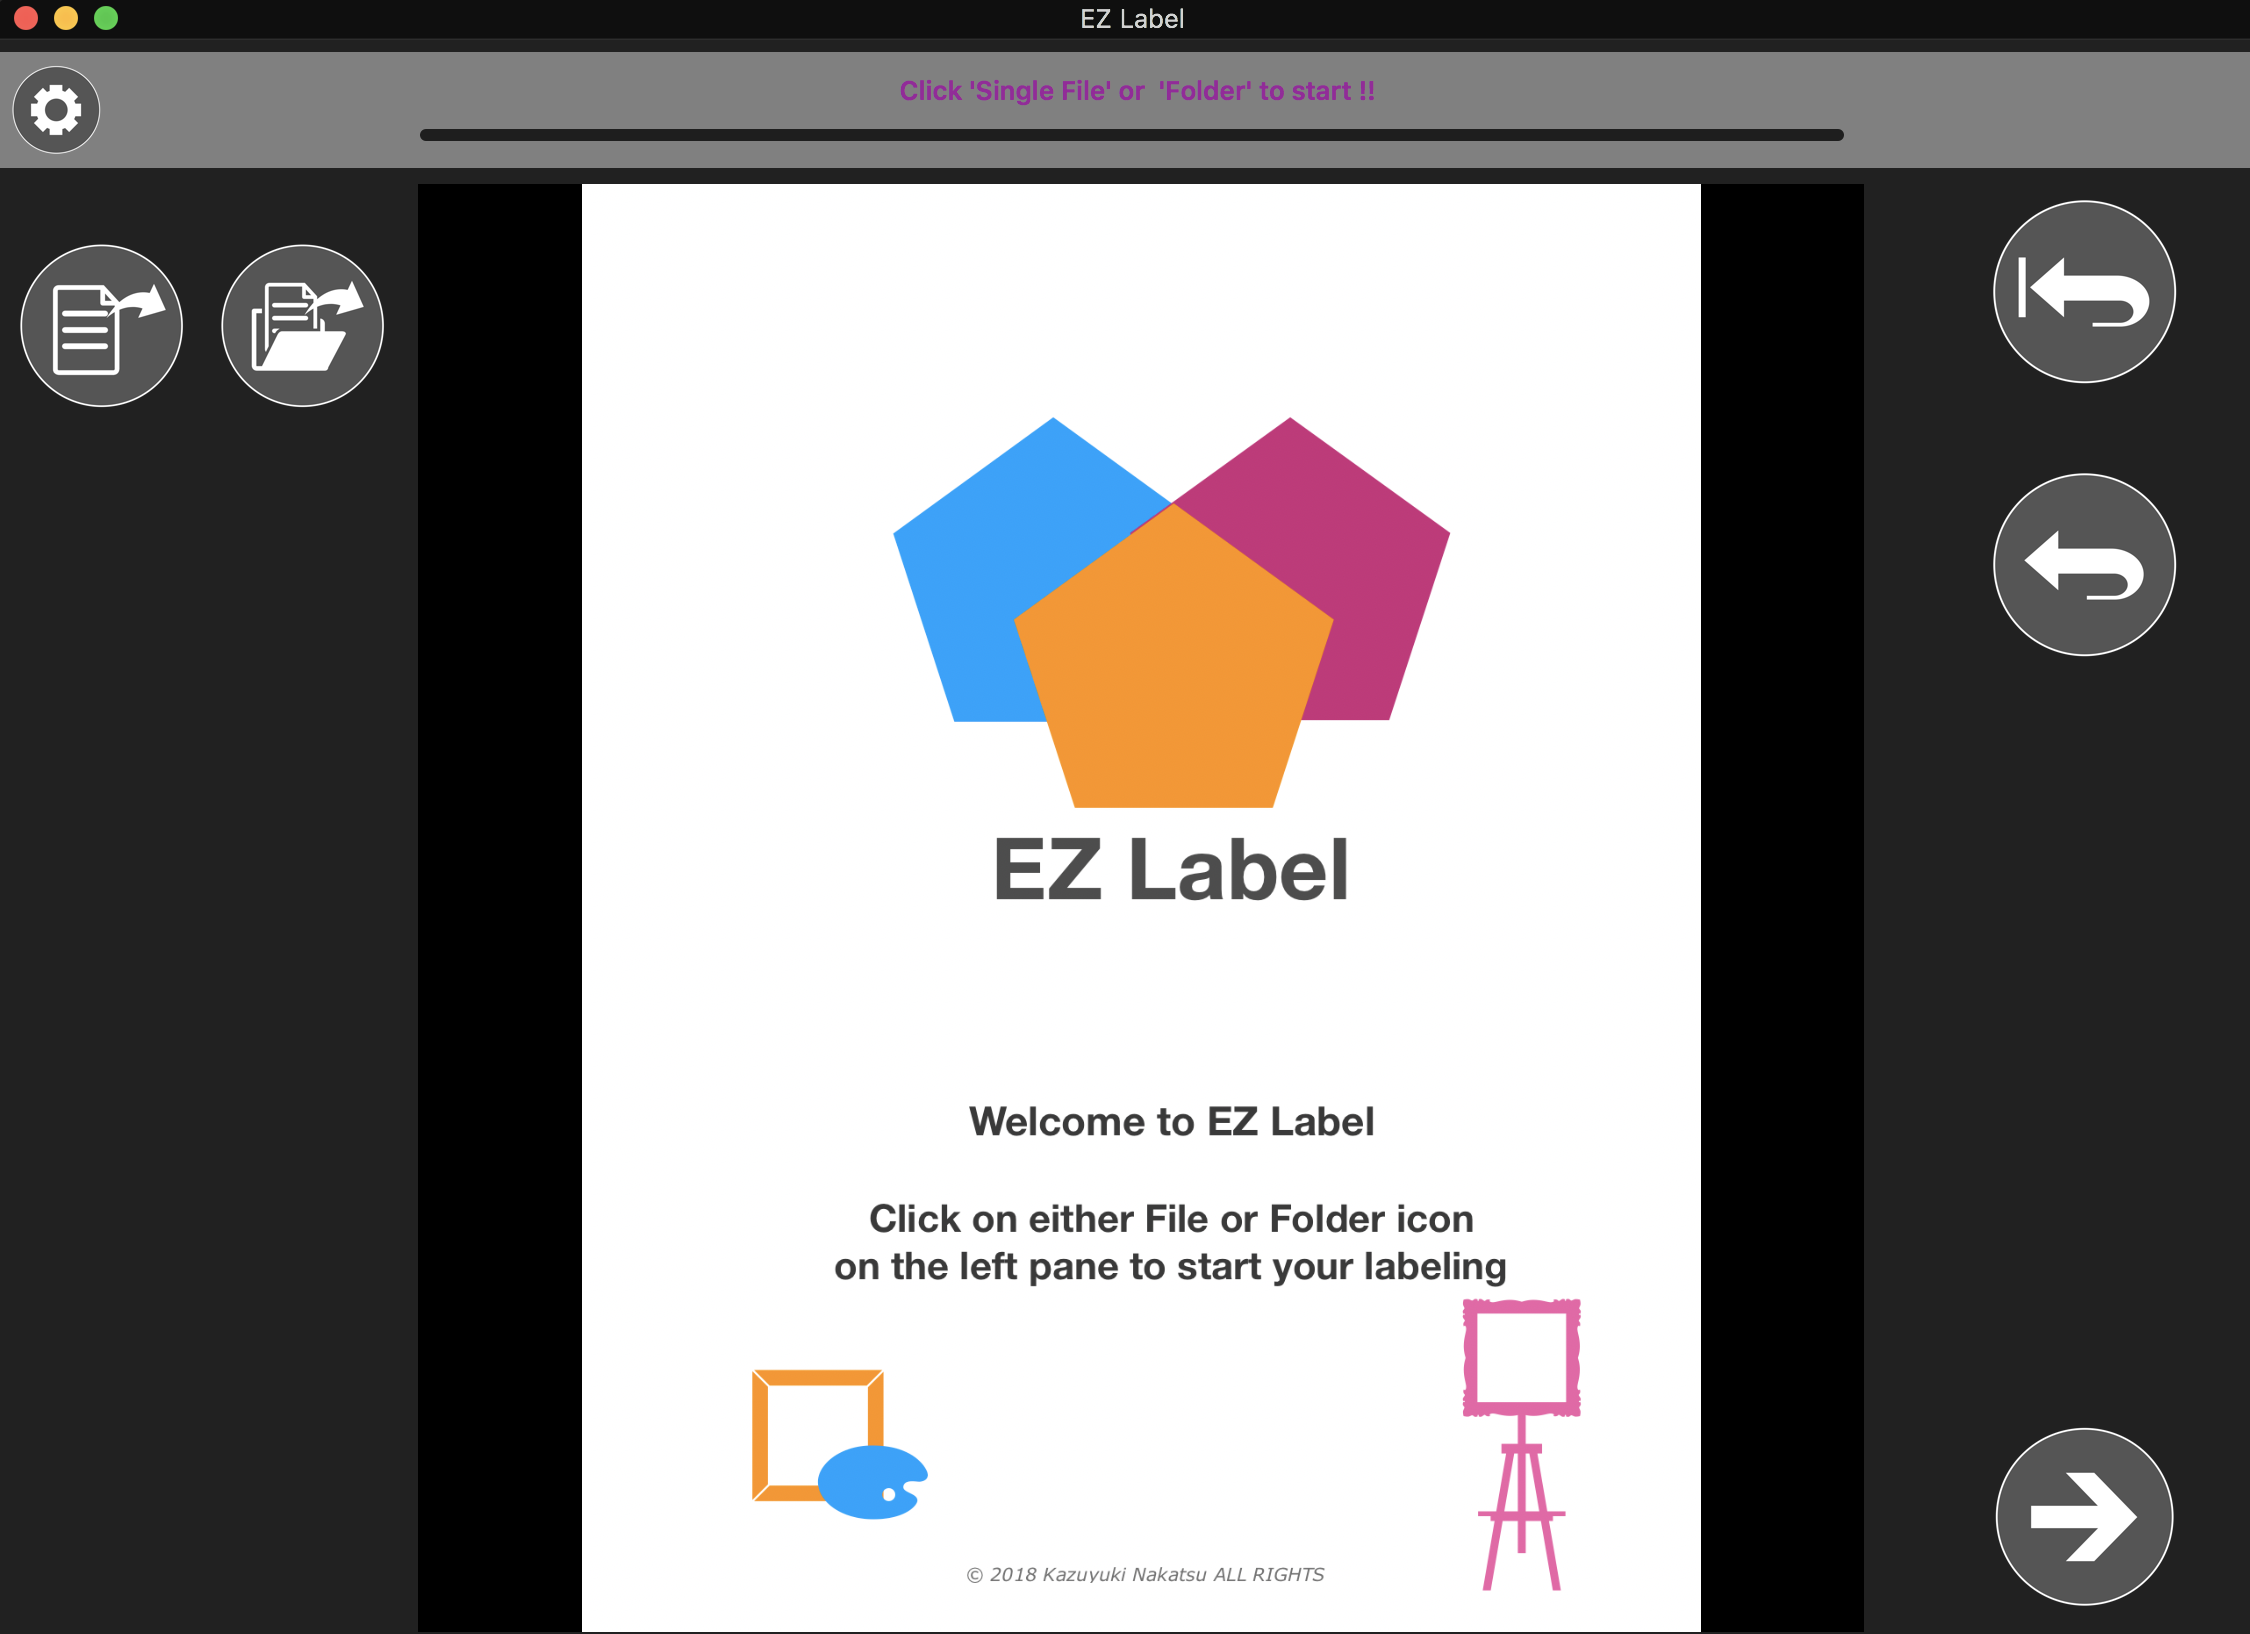 EZ Label
Click 'Single File' or  'Folder' to start !!
EZ Label
Welcome to EZ Label
Click on either File or Folder icon
on the left pane to start your labeling
© 2018 Kazuyuki Nakatsu ALL RIGHTS